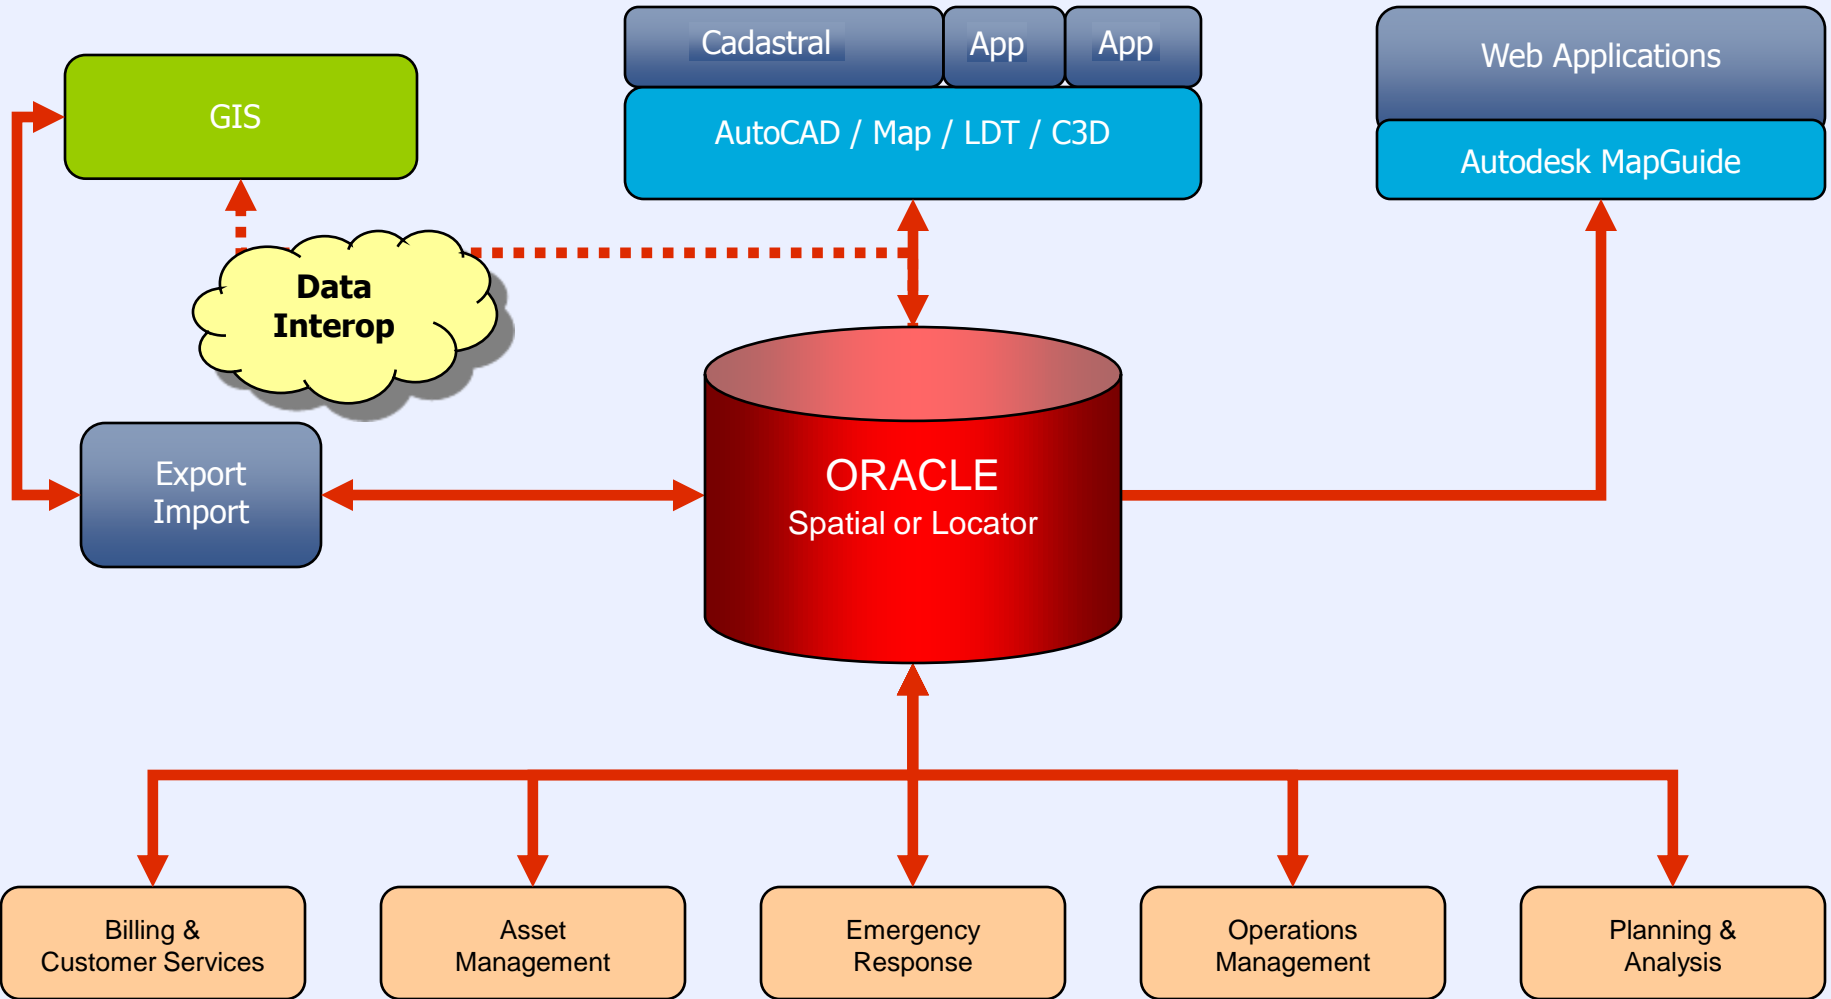 Cadastral
App
App
Web Applications
GIS
AutoCAD / Map / LDT / C3D
Autodesk MapGuide
Data
Interop
Export
Import
ORACLE
Spatial or Locator
Billing &
Customer Services
Asset
Management
Emergency
Response
Operations
Management
Planning &
Analysis